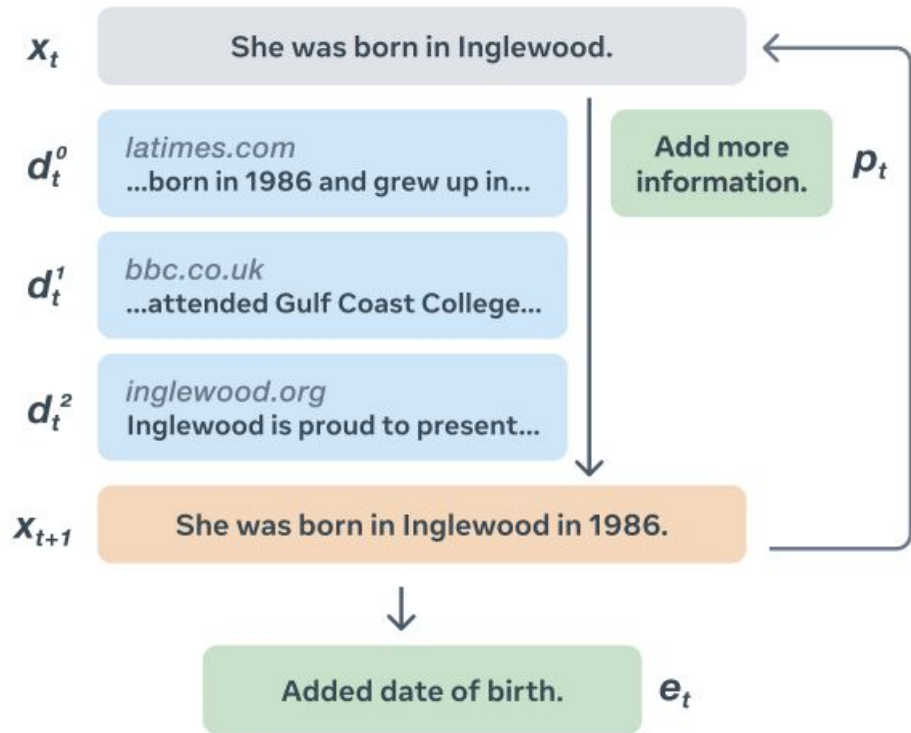 x_t She was born in Inglewood.
d_t^0 latimes.com
...born in 1986 and grew up in...
Add more
information.
p_t
d_t^1 bbc.co.uk
...attended Gulf Coast College...
d_t^2 inglewood.org
Inglewood is proud to present...
x_{t+1} She was born in Inglewood in 1986.
Added date of birth. e_t